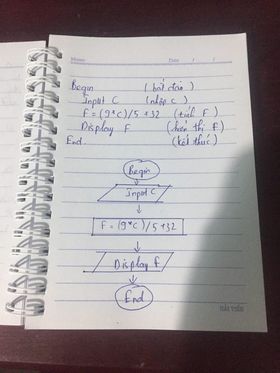 Name: Date: / /
Begin (bắt đầu)
Input C (nhập C)
F = (9*C)/5+32 (tính F)
Display F (hiển thị F)
End. (kết thúc)
Begin
Input C
F = (9*C)/5+32
Display F
End
HẢI TIẾN